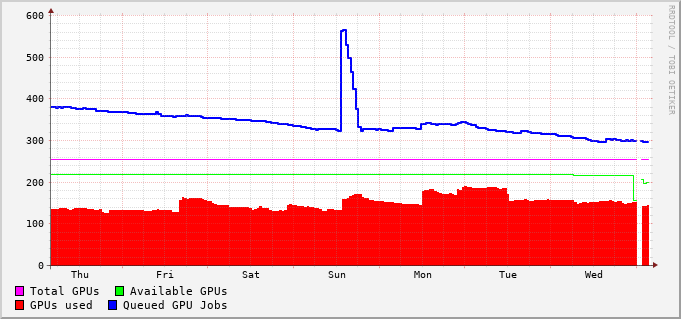 RRDTOOL / TOBI OETIKER
600
500
400
300
200
100
0
Thu Fri Sat Sun Mon Tue Wed
Total GPUs Available GPUs
GPUs used Queued GPU Jobs